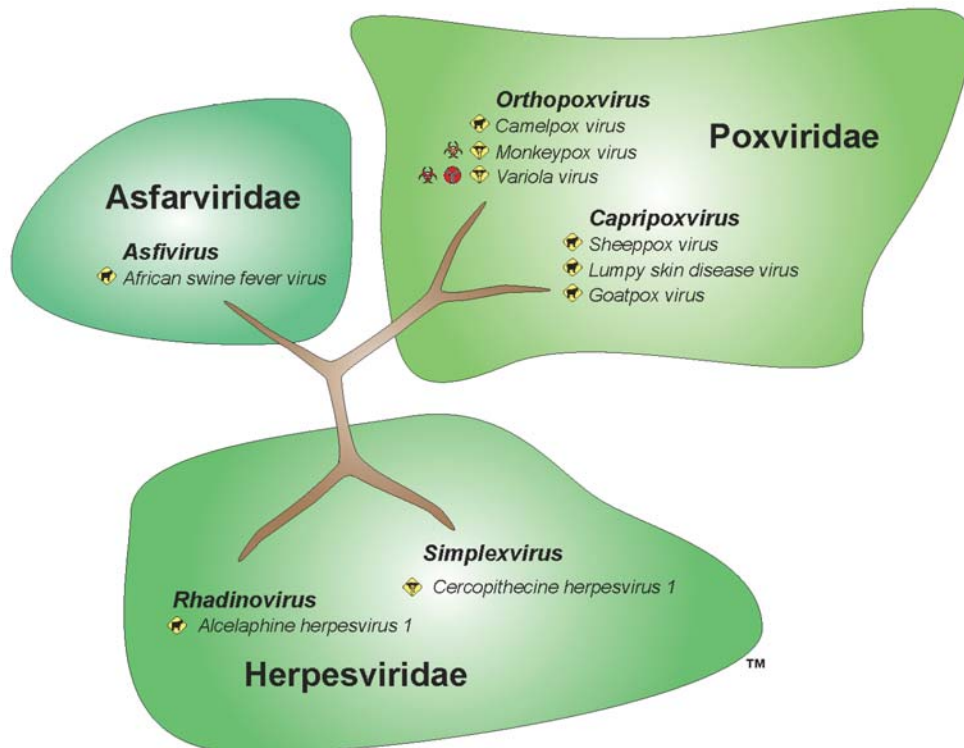 Orthopoxvirus
Camelpox virus
Monkeypox virus
Variola virus
Poxviridae
Capripoxvirus
Sheeppox virus
Lumpy skin disease virus
Goatpox virus
Asfarviridae
Asfivirus
African swine fever virus
Simplexvirus
Cercopithecine herpesvirus 1
Rhadinovirus
Alcelaphine herpesvirus 1
Herpesviridae
TM